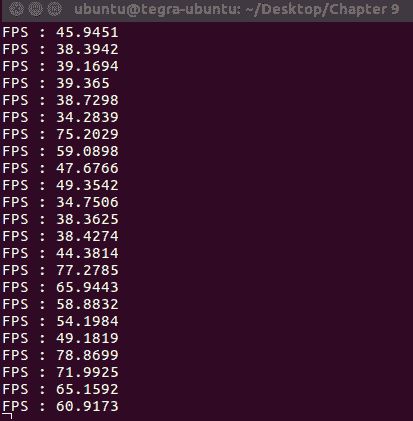 ubuntu@tegra-ubuntu: ~/Desktop/Chapter 9
FPS : 45.9451
FPS : 38.3942
FPS : 39.1694
FPS : 39.365
FPS : 38.7298
FPS : 34.2839
FPS : 75.2029
FPS : 59.0898
FPS : 47.6766
FPS : 49.3542
FPS : 34.7506
FPS : 38.3625
FPS : 38.4274
FPS : 44.3814
FPS : 77.2785
FPS : 65.9443
FPS : 58.8832
FPS : 54.1984
FPS : 49.1819
FPS : 78.8699
FPS : 71.9925
FPS : 65.1592
FPS : 60.9173